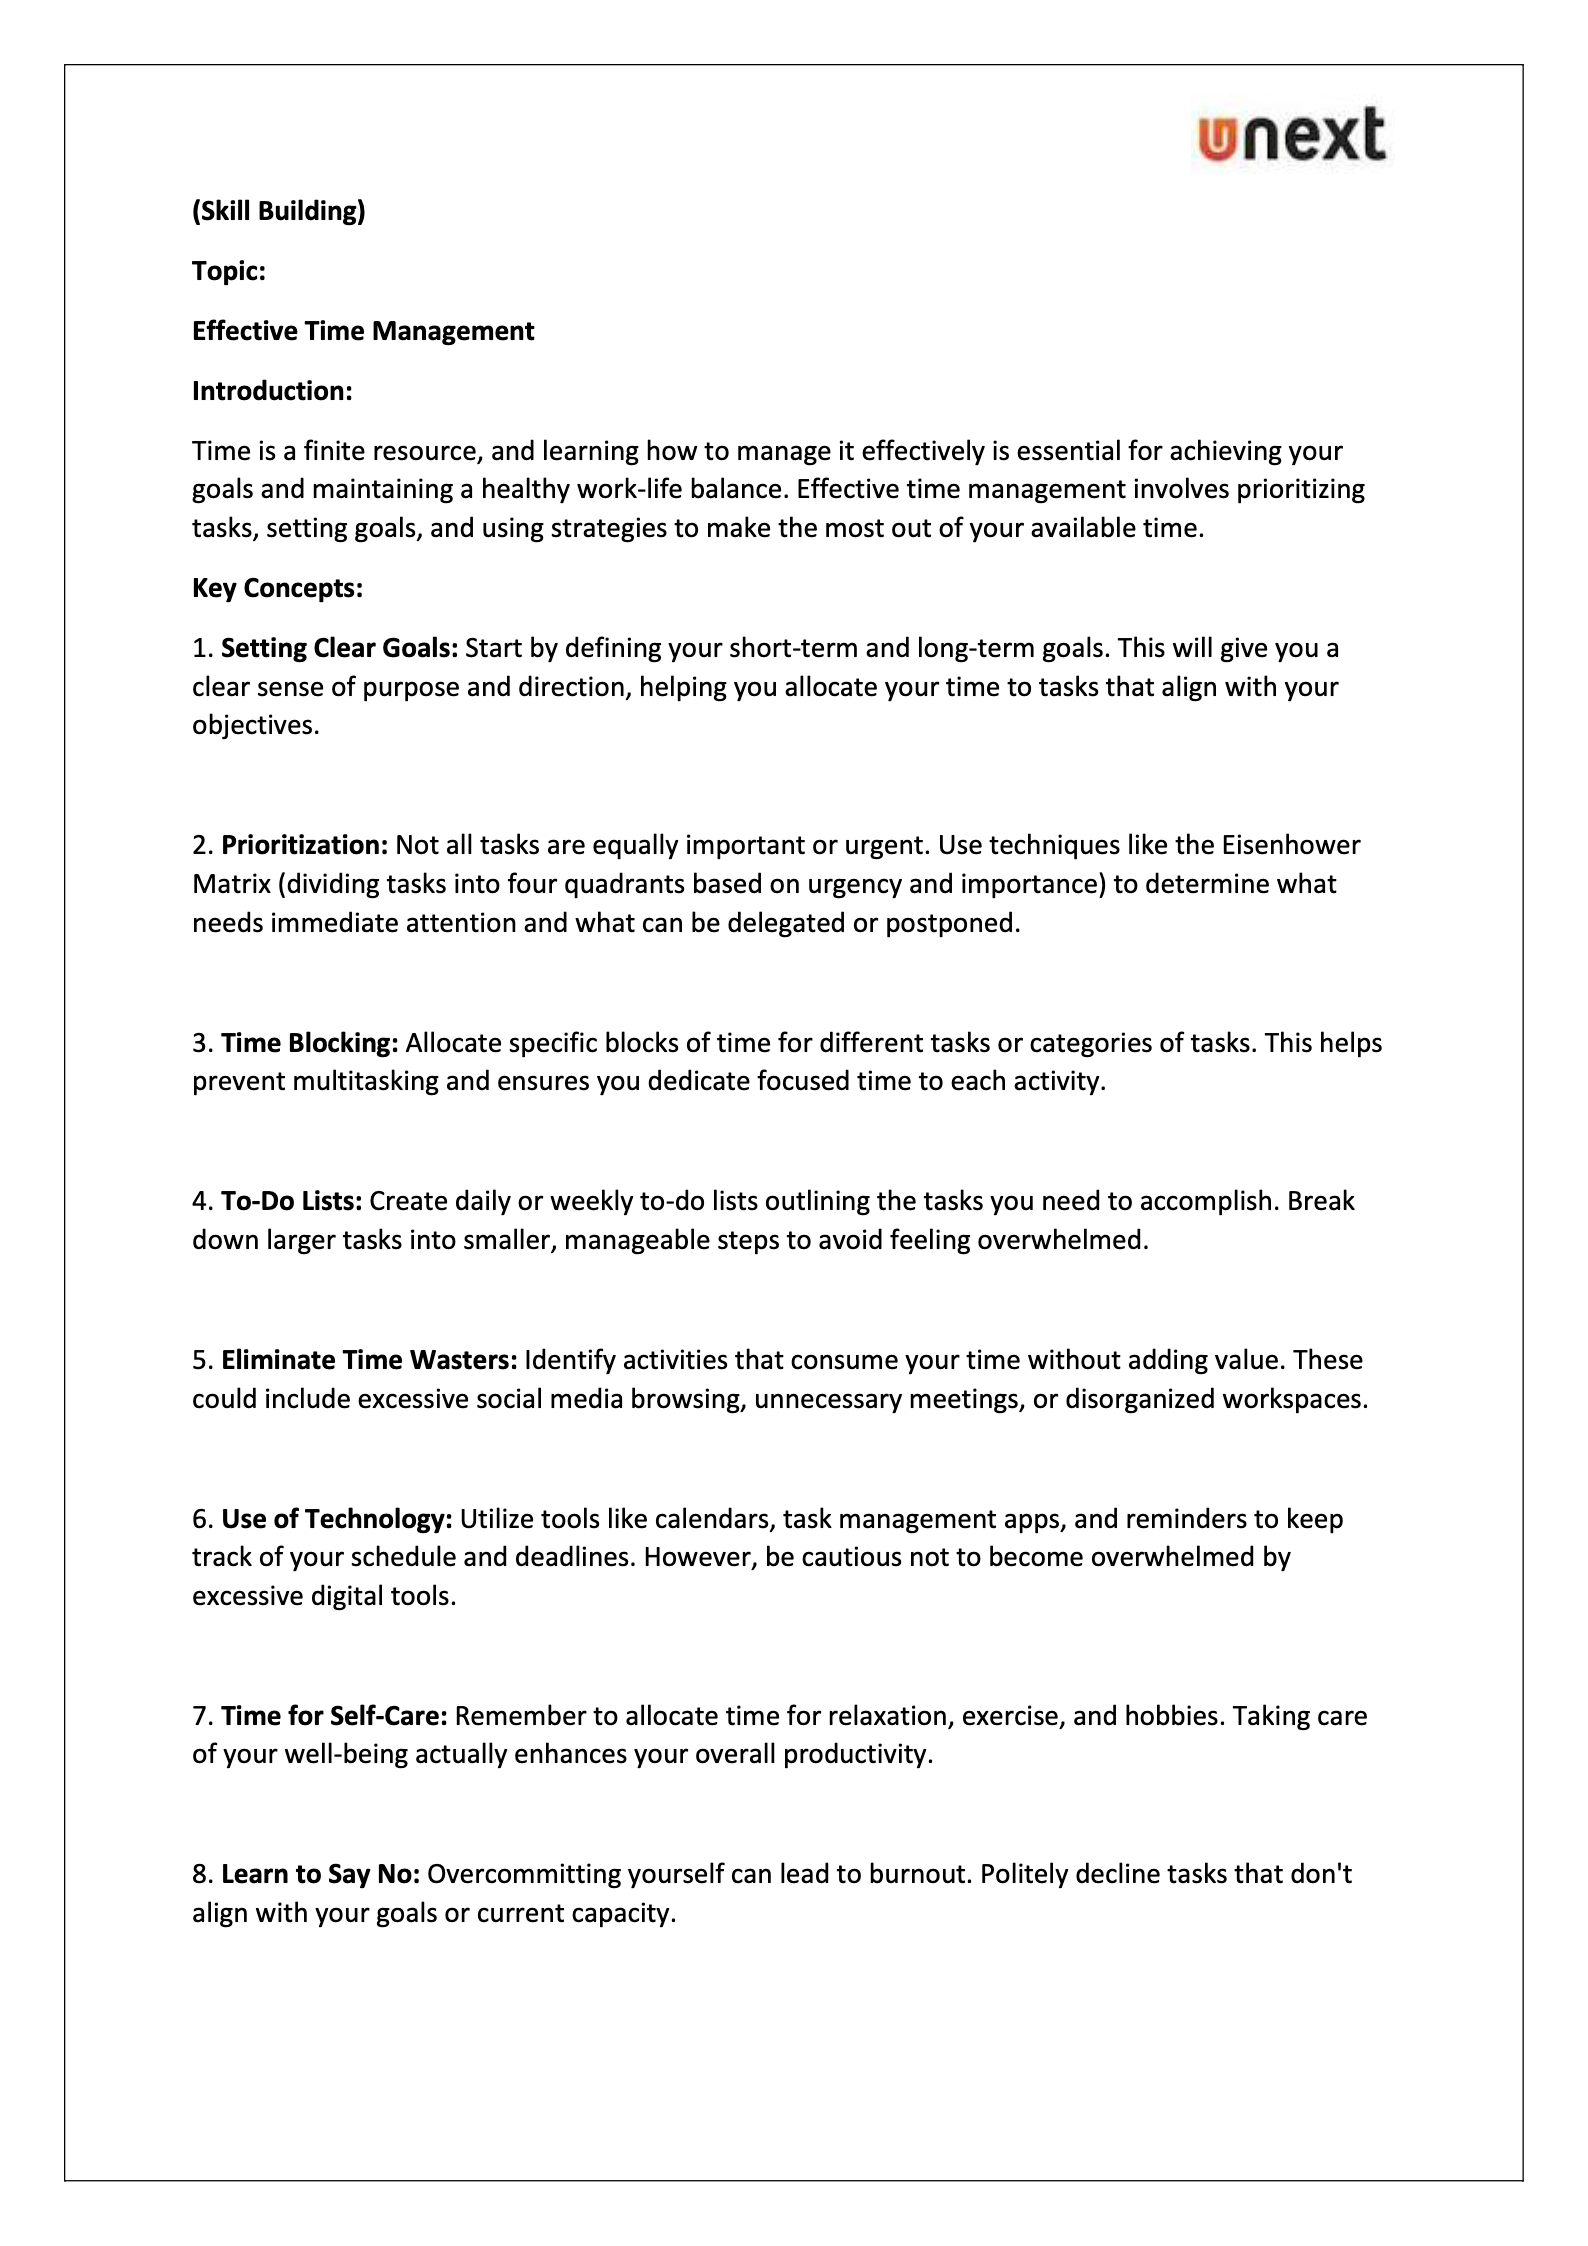 unext
(Skill Building)
Topic:
Effective Time Management
Introduction:
Time is a finite resource, and learning how to manage it effectively is essential for achieving your
goals and maintaining a healthy work-life balance. Effective time management involves prioritizing
tasks, setting goals, and using strategies to make the most out of your available time.
Key Concepts:
1. Setting Clear Goals: Start by defining your short-term and long-term goals. This will give you a
clear sense of purpose and direction, helping you allocate your time to tasks that align with your
objectives.
2. Prioritization: Not all tasks are equally important or urgent. Use techniques like the Eisenhower
Matrix (dividing tasks into four quadrants based on urgency and importance) to determine what
needs immediate attention and what can be delegated or postponed.
3. Time Blocking: Allocate specific blocks of time for different tasks or categories of tasks. This helps
prevent multitasking and ensures you dedicate focused time to each activity.
4. To-Do Lists: Create daily or weekly to-do lists outlining the tasks you need to accomplish. Break
down larger tasks into smaller, manageable steps to avoid feeling overwhelmed.
5. Eliminate Time Wasters: Identify activities that consume your time without adding value. These
could include excessive social media browsing, unnecessary meetings, or disorganized workspaces.
6. Use of Technology: Utilize tools like calendars, task management apps, and reminders to keep
track of your schedule and deadlines. However, be cautious not to become overwhelmed by
excessive digital tools.
7. Time for Self-Care: Remember to allocate time for relaxation, exercise, and hobbies. Taking care
of your well-being actually enhances your overall productivity.
8. Learn to Say No: Overcommitting yourself can lead to burnout. Politely decline tasks that don't
align with your goals or current capacity.